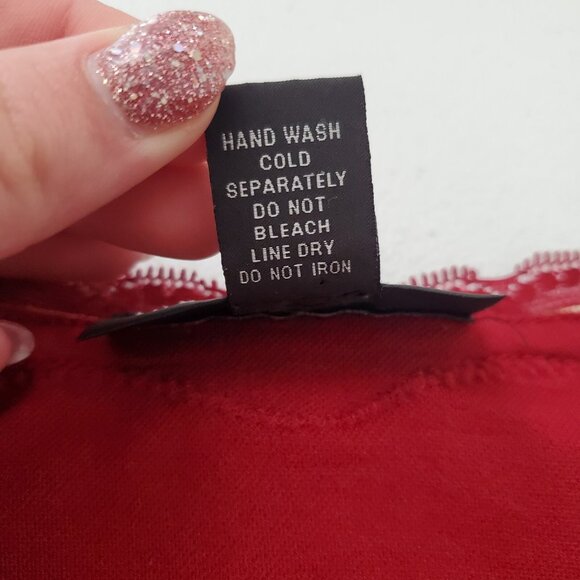 HAND WASH
COLD
SEPARATELY
DO NOT
BLEACH
LINE DRY
DO NOT IRON